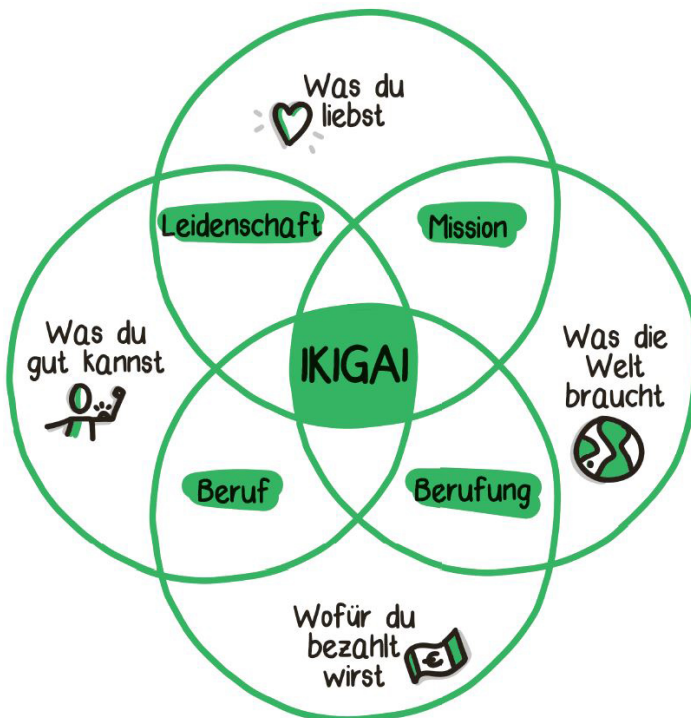 Was du
liebst
Leidenschaft
Mission
Was du
gut kannst
IKIGAI
Was die
Welt
braucht
Beruf
Berufung
Wofür du
bezahlt
wirst
€